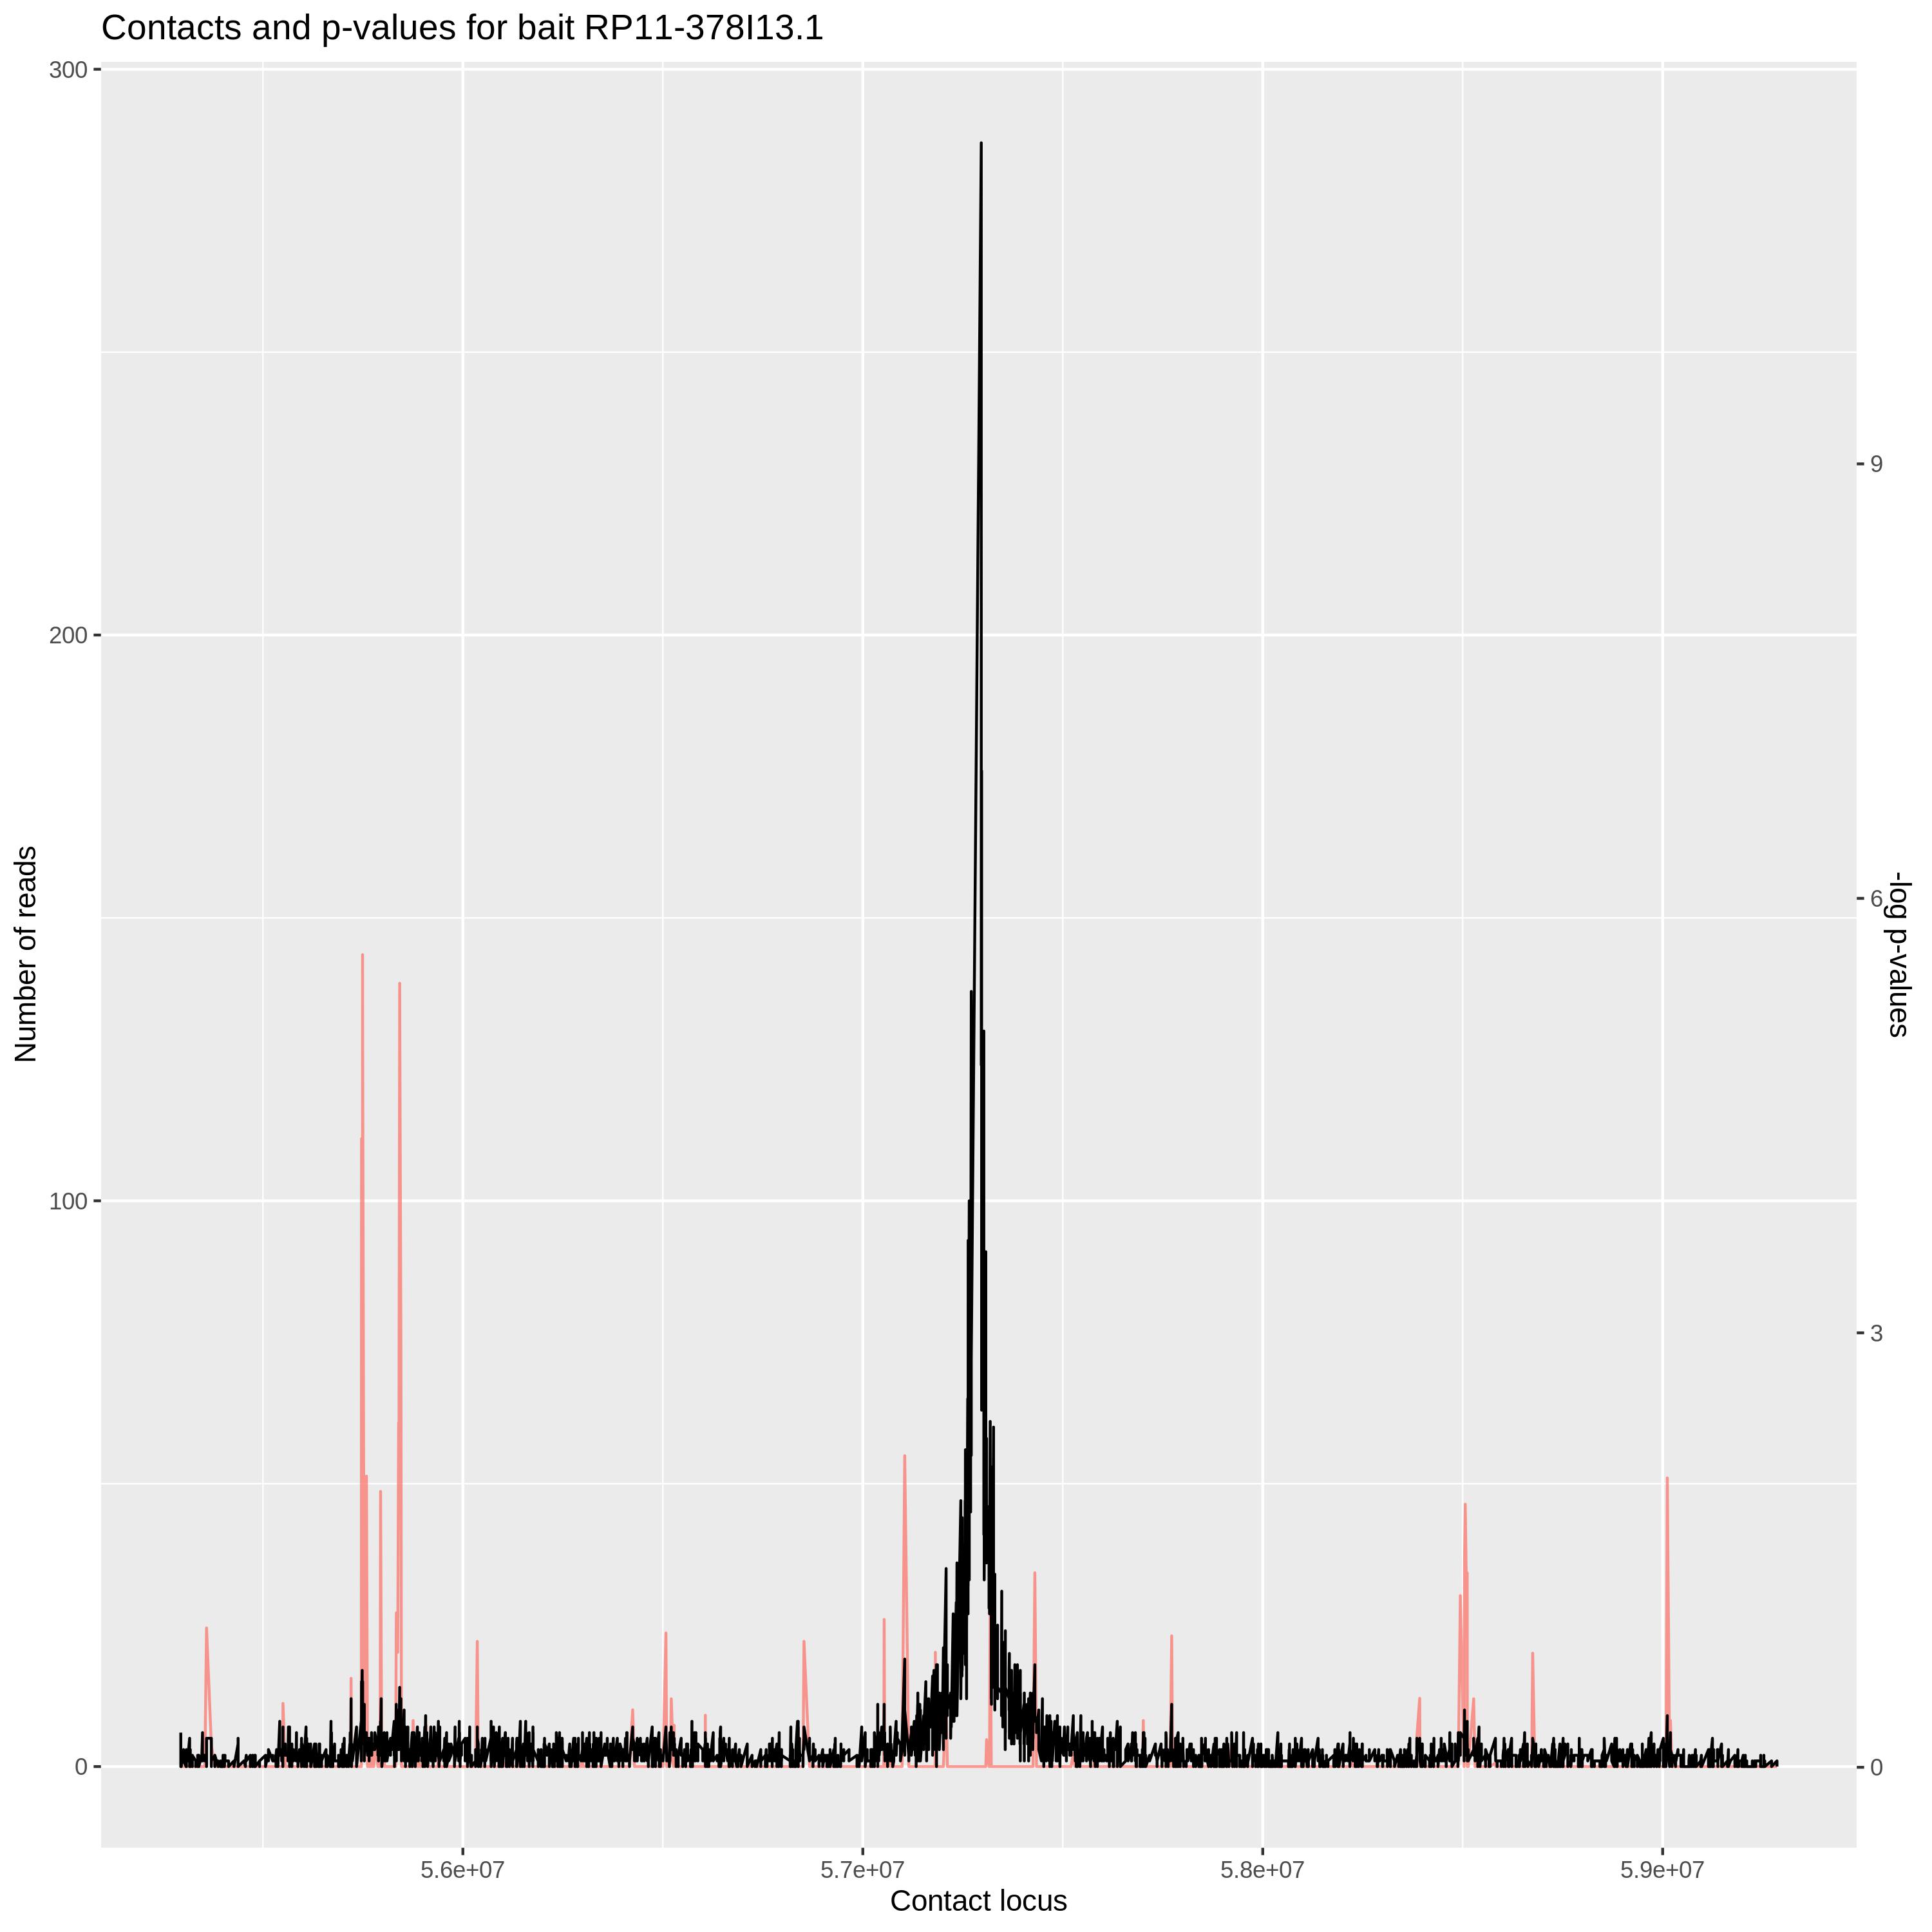 Contacts and p-values for bait RP11-378I13.1
300
200
100
0
Number of reads
9
6
3
0
-log p-values
5.6e+07
5.7e+07
5.8e+07
5.9e+07
Contact locus